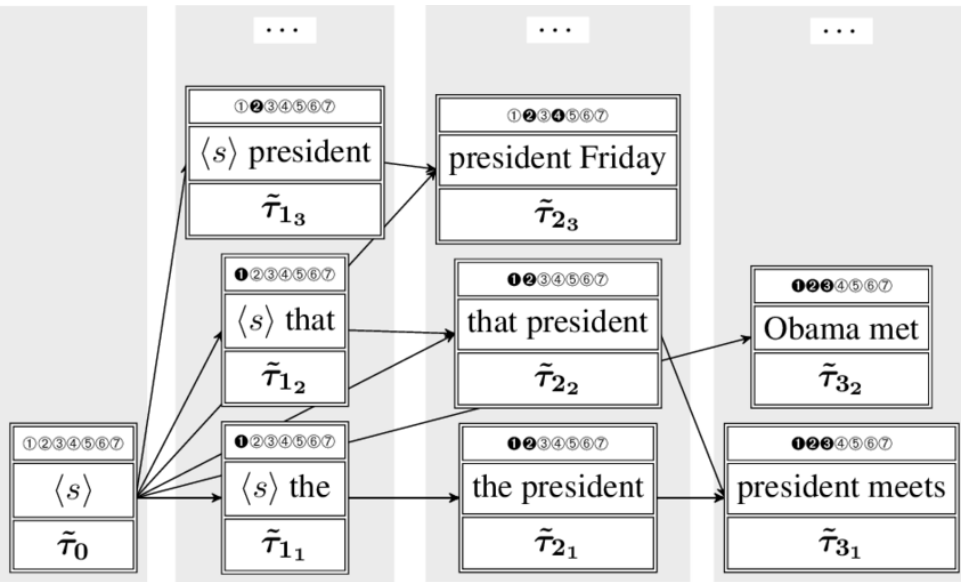 ...
...
...
①❷③④⑤⑥⑦
⟨s⟩ president
τ̃₁₃
①❷③❹⑤⑥⑦
president Friday
τ̃₂₃
❶②③④⑤⑥⑦
⟨s⟩ that
τ̃₁₂
❶❷③④⑤⑥⑦
that president
τ̃₂₂
❶❷❸④⑤⑥⑦
Obama met
τ̃₃₂
①②③④⑤⑥⑦
⟨s⟩
τ̃₀
❶②③④⑤⑥⑦
⟨s⟩ the
τ̃₁₁
❶❷③④⑤⑥⑦
the president
τ̃₂₁
❶❷❸④⑤⑥⑦
president meets
τ̃₃₁